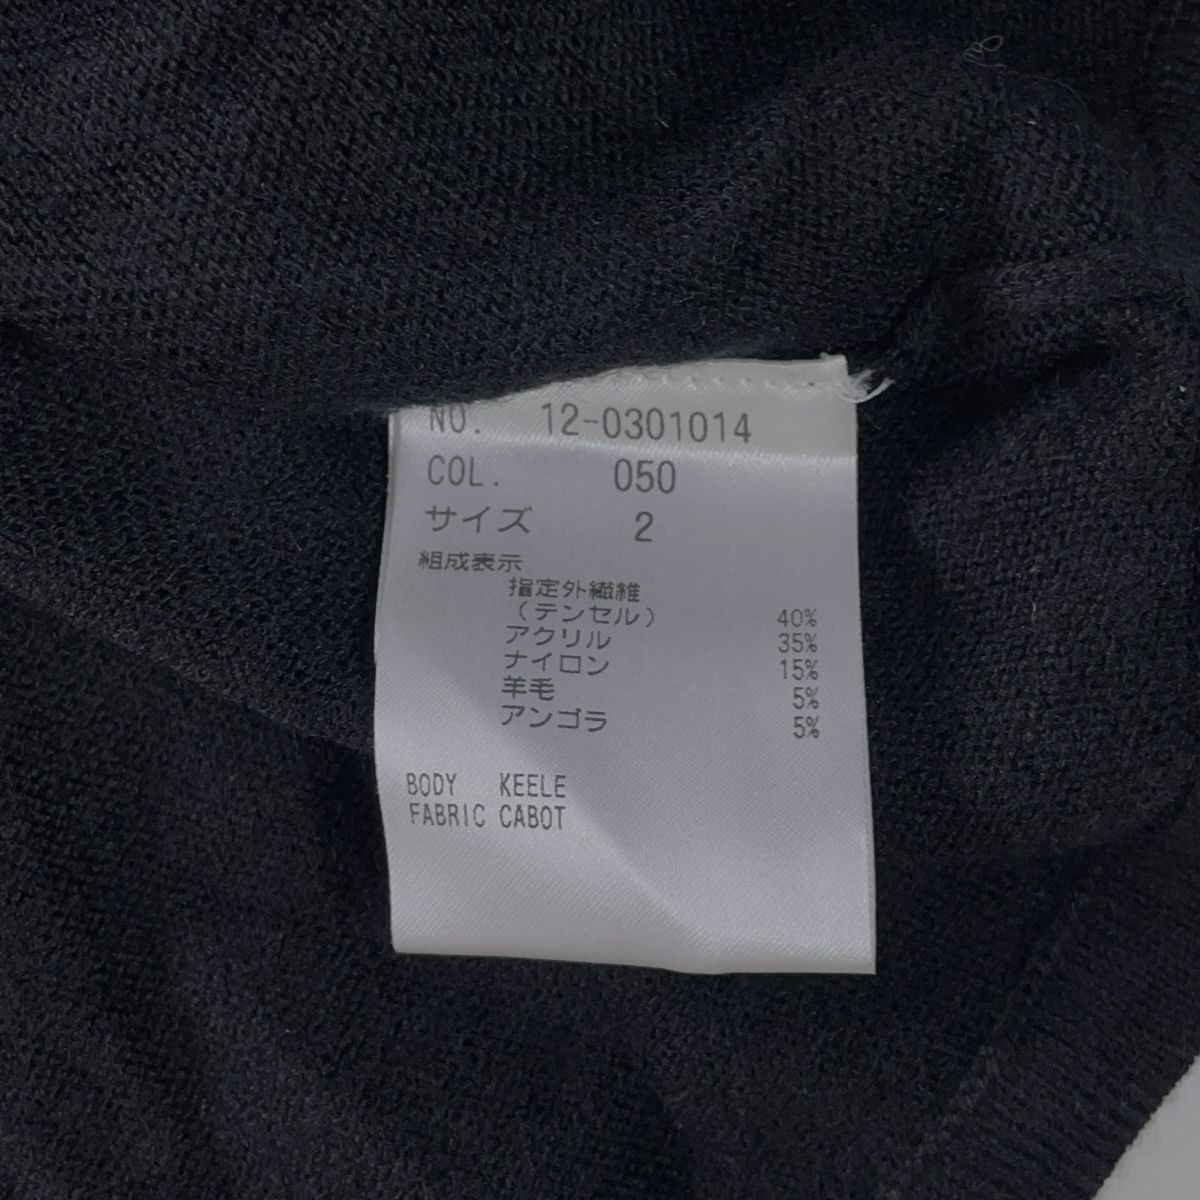 NO. 12-0301014
COL. 050
サイズ 2
組成表示
指定外繊維
(テンセル) 40%
アクリル 35%
ナイロン 15%
羊毛 5%
アンゴラ 5%
BODY KEELE
FABRIC CABOT